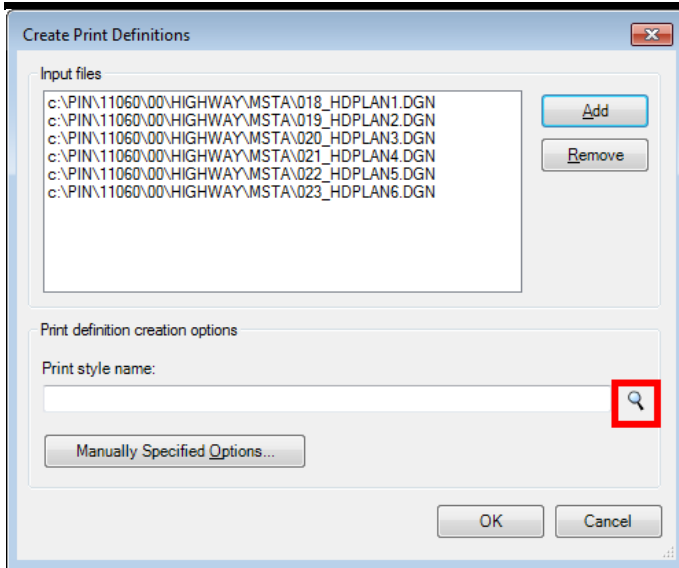 Create Print Definitions
Input files
c:\PIN\11060\00\HIGHWAY\MSTA\018_HDPLAN1.DGN
c:\PIN\11060\00\HIGHWAY\MSTA\019_HDPLAN2.DGN
c:\PIN\11060\00\HIGHWAY\MSTA\020_HDPLAN3.DGN
c:\PIN\11060\00\HIGHWAY\MSTA\021_HDPLAN4.DGN
c:\PIN\11060\00\HIGHWAY\MSTA\022_HDPLAN5.DGN
c:\PIN\11060\00\HIGHWAY\MSTA\023_HDPLAN6.DGN
Add
Remove
Print definition creation options
Print style name:
Manually Specified Options...
OK
Cancel